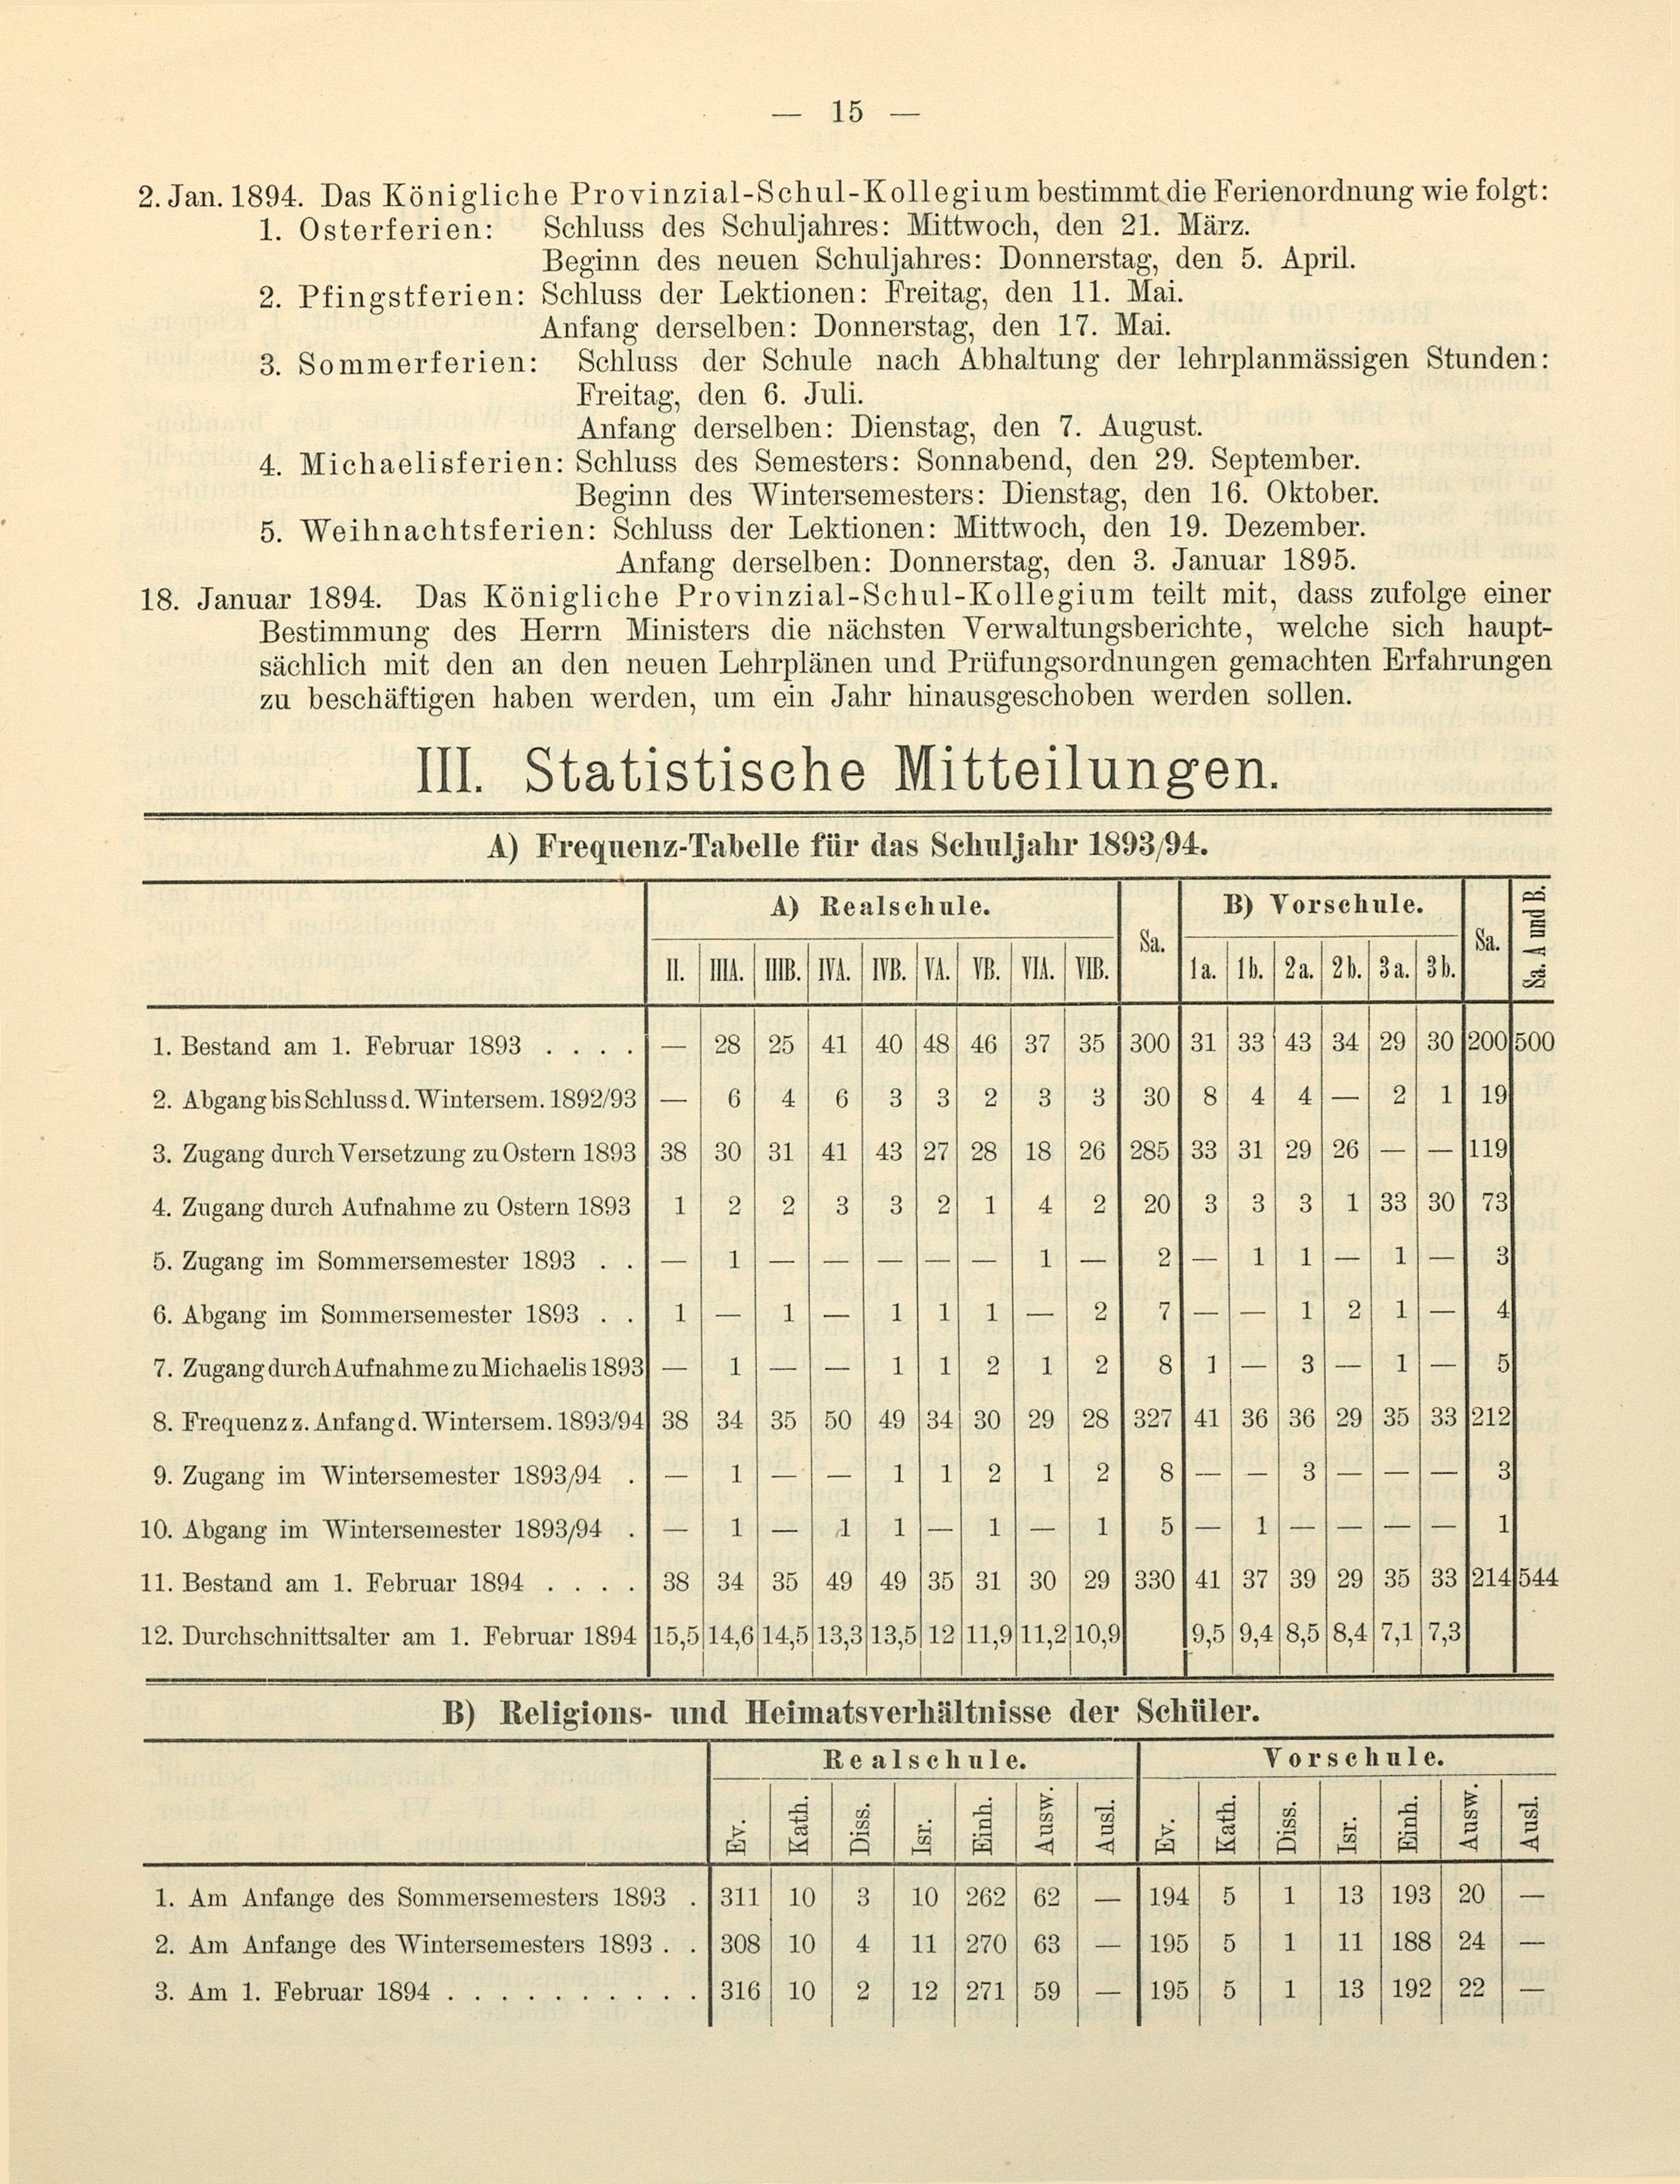 — 15 —
2. Jan. 1894. Das Königliche Provinzial-Schul-Kollegium bestimmt die Ferienordnung wie folgt:
1. Osterferien: Schluss des Schuljahres: Mittwoch, den 21. März.
Beginn des neuen Schuljahres: Donnerstag, den 5. April.
2. Pfingstferien: Schluss der Lektionen: Freitag, den 11. Mai.
Anfang derselben: Donnerstag, den 17. Mai.
3. Sommerferien: Schluss der Schule nach Abhaltung der lehrplanmässigen Stunden:
Freitag, den 6. Juli.
Anfang derselben: Dienstag, den 7. August.
4. Michaelisferien: Schluss des Semesters: Sonnabend, den 29. September.
Beginn des Wintersemesters: Dienstag, den 16. Oktober.
5. Weihnachtsferien: Schluss der Lektionen: Mittwoch, den 19. Dezember.
Anfang derselben: Donnerstag, den 3. Januar 1895.
18. Januar 1894. Das Königliche Provinzial-Schul-Kollegium teilt mit, dass zufolge einer
Bestimmung des Herrn Ministers die nächsten Verwaltungsberichte, welche sich haupt-
sächlich mit den an den neuen Lehrplänen und Prüfungsordnungen gemachten Erfahrungen
zu beschäftigen haben werden, um ein Jahr hinausgeschoben werden sollen.
III. Statistische Mitteilungen.
A) Frequenz-Tabelle für das Schuljahr 1893/94.
A) Realschule. Sa. B) Vorschule. Sa. Sa. A und B.
II. IIIA. IIIB. IVA. IVB. VA. VB. VIA. VIB. 1a. 1b. 2a. 2b. 3a. 3b.
1. Bestand am 1. Februar 1893 . . . . — 28 25 41 40 48 46 37 35 300 31 33 43 34 29 30 200 500
2. Abgang bis Schluss d. Wintersem. 1892/93 — 6 4 6 3 3 2 3 3 30 8 4 4 — 2 1 19
3. Zugang durch Versetzung zu Ostern 1893 38 30 31 41 43 27 28 18 26 285 33 31 29 26 — — 119
4. Zugang durch Aufnahme zu Ostern 1893 1 2 2 3 3 2 1 4 2 20 3 3 3 1 33 30 73
5. Zugang im Sommersemester 1893 . . — 1 — — — — — 1 — 2 — 1 1 — 1 — 3
6. Abgang im Sommersemester 1893 . . 1 — 1 — 1 1 1 — 2 7 — — 1 2 1 — 4
7. Zugang durch Aufnahme zu Michaelis 1893 — 1 — — 1 1 2 1 2 8 1 — 3 — 1 — 5
8. Frequenz z. Anfang d. Wintersem. 1893/94 38 34 35 50 49 34 30 29 28 327 41 36 36 29 35 33 212
9. Zugang im Wintersemester 1893/94 . — 1 — — 1 1 2 1 2 8 — — 3 — — — 3
10. Abgang im Wintersemester 1893/94 . — 1 — 1 1 — 1 — 1 5 — 1 — — — — 1
11. Bestand am 1. Februar 1894 . . . . 38 34 35 49 49 35 31 30 29 330 41 37 39 29 35 33 214 544
12. Durchschnittsalter am 1. Februar 1894 15,5 14,6 14,5 13,3 13,5 12 11,9 11,2 10,9 9,5 9,4 8,5 8,4 7,1 7,3
B) Religions- und Heimatsverhältnisse der Schüler.
Realschule. Vorschule.
Ev. Kath. Diss. Isr. Einh. Ausw. Ausl. Ev. Kath. Diss. Isr. Einh. Ausw. Ausl.
1. Am Anfange des Sommersemesters 1893 . 311 10 3 10 262 62 — 194 5 1 13 193 20 —
2. Am Anfange des Wintersemesters 1893 . . 308 10 4 11 270 63 — 195 5 1 11 188 24 —
3. Am 1. Februar 1894 . . . . . . . . . . 316 10 2 12 271 59 — 195 5 1 13 192 22 —